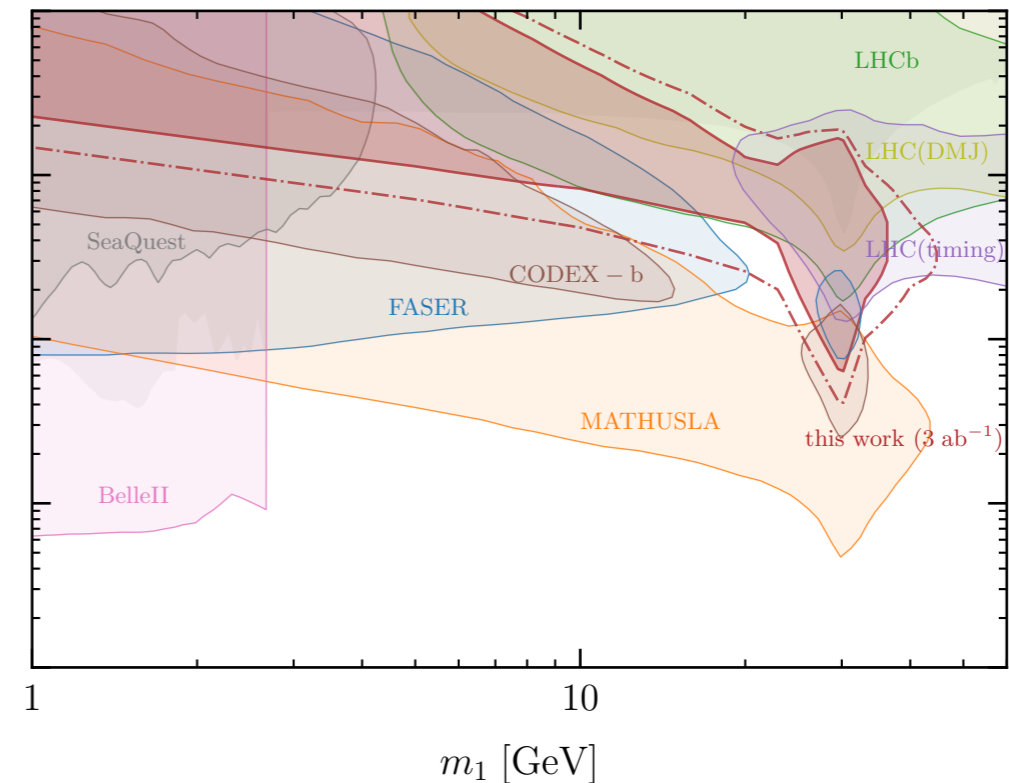 LHCb
LHC(DMJ)
SeaQuest
LHC(timing)
CODEX − b
FASER
MATHUSLA
this work (3 ab⁻¹)
BelleII
1
10
m₁ [GeV]